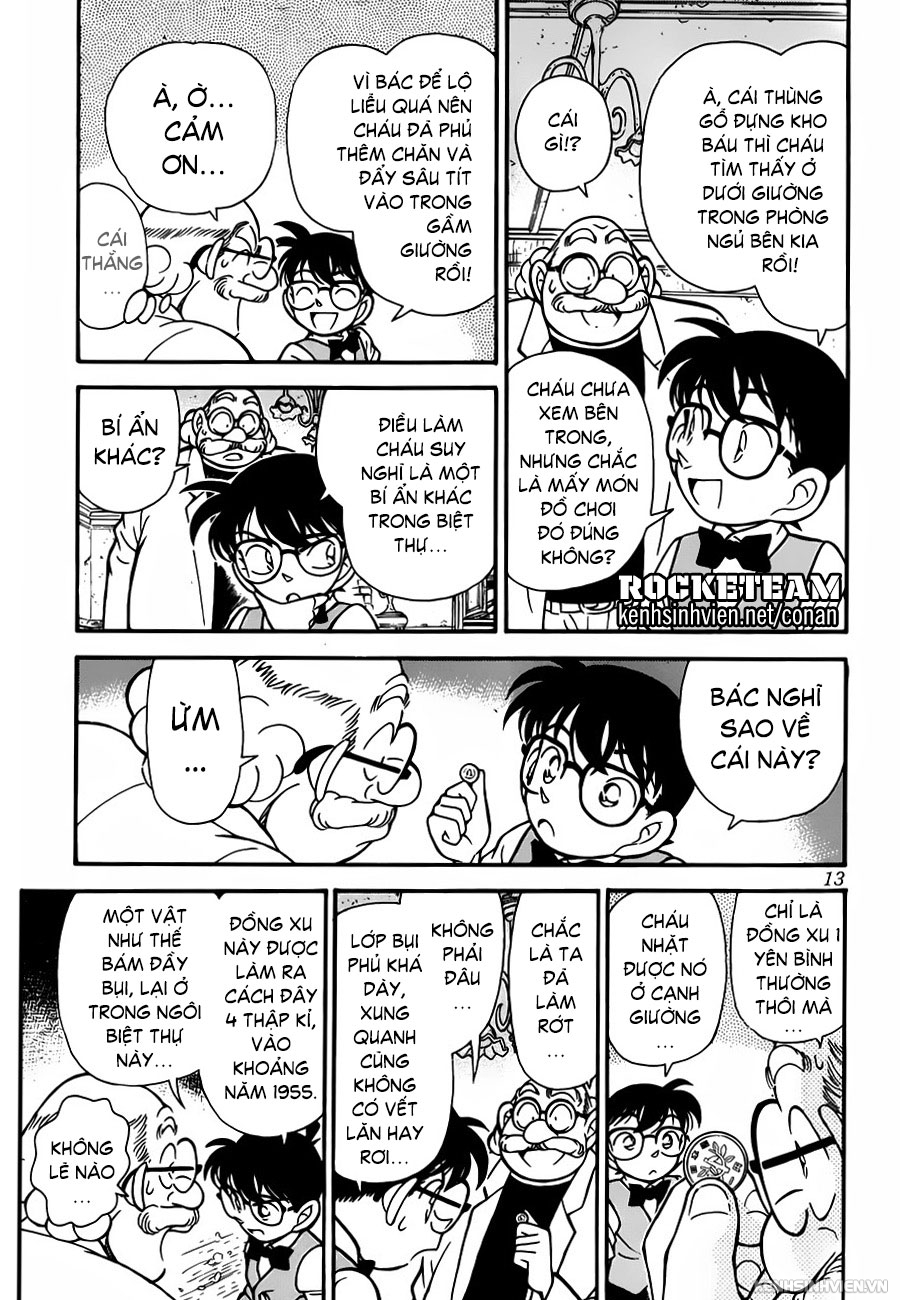 À, CÁI THÙNG
GỖ ĐỰNG KHO
BÁU THÌ CHÁU
TÌM THẤY Ở
DƯỚI GIƯỜNG
TRONG PHÒNG
NGỦ BÊN KIA
RỒI!
CÁI
GÌ!?
CHÁU CHƯA
XEM BÊN
TRONG,
NHƯNG CHẮC
LÀ MẤY MÓN
ĐỒ CHƠI
ĐÓ ĐÚNG
KHÔNG?
ROCKETEAM
kenhsinhvien.net/conan
VÌ BÁC ĐỂ LỘ
LIỄU QUÁ NÊN
CHÁU ĐÃ PHỦ
THÊM CHĂN VÀ
ĐẨY SÂU TÍT
VÀO TRONG
GẦM
GIƯỜNG
RỒI!
À, Ờ...
CẢM
ƠN...
CÁI
THẰNG
...
ĐIỀU LÀM
CHÁU SUY
NGHĨ LÀ MỘT
BÍ ẨN KHÁC
TRONG BIỆT
THỰ...
BÍ ẨN
KHÁC?
BÁC NGHĨ
SAO VỀ
CÁI NÀY?
ỪM
...
13
CHỈ LÀ
ĐỒNG XU 1
YÊN BÌNH
THƯỜNG
THÔI MÀ
...
CHÁU
NHẶT
ĐƯỢC NÓ
Ở CẠNH
GIƯỜNG
...
CHẮC
LÀ TA
ĐÃ
LÀM
RỚT
...
KHÔNG
PHẢI
ĐÂU
...
LỚP BỤI
PHỦ KHÁ
DÀY,
XUNG
QUANH
CŨNG
KHÔNG
CÓ VẾT
LĂN HAY
RƠI...
ĐỒNG XU
NÀY ĐƯỢC
LÀM RA
CÁCH ĐÂY
4 THẬP KỈ,
VÀO
KHOẢNG
NĂM 1955.
MỘT VẬT
NHƯ THẾ
BÁM ĐẦY
BỤI, LẠI Ở
TRONG NGÔI
BIỆT THỰ
NÀY...
KHÔNG
LẼ NÀO
...
KENHSINHVIEN.VN